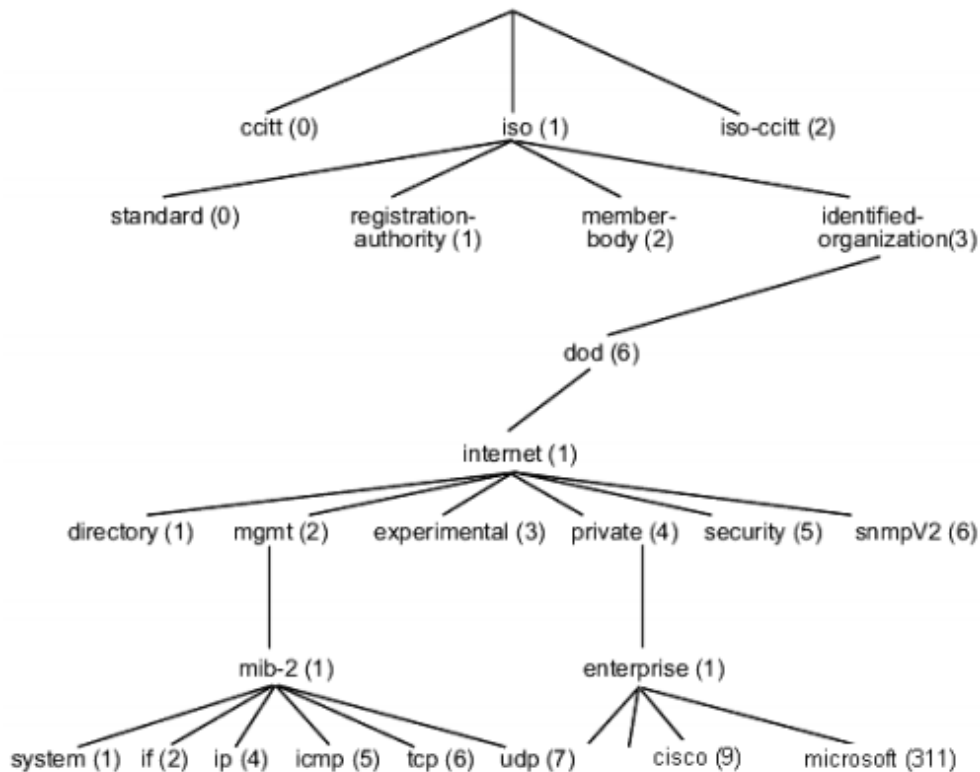 ccitt (0) iso (1) iso-ccitt (2)
standard (0) registration- member- identified-
authority (1) body (2) organization(3)
dod (6)
internet (1)
directory (1) mgmt (2) experimental (3) private (4) security (5) snmpV2 (6)
mib-2 (1) enterprise (1)
system (1) if (2) ip (4) icmp (5) tcp (6) udp (7) cisco (9) microsoft (311)